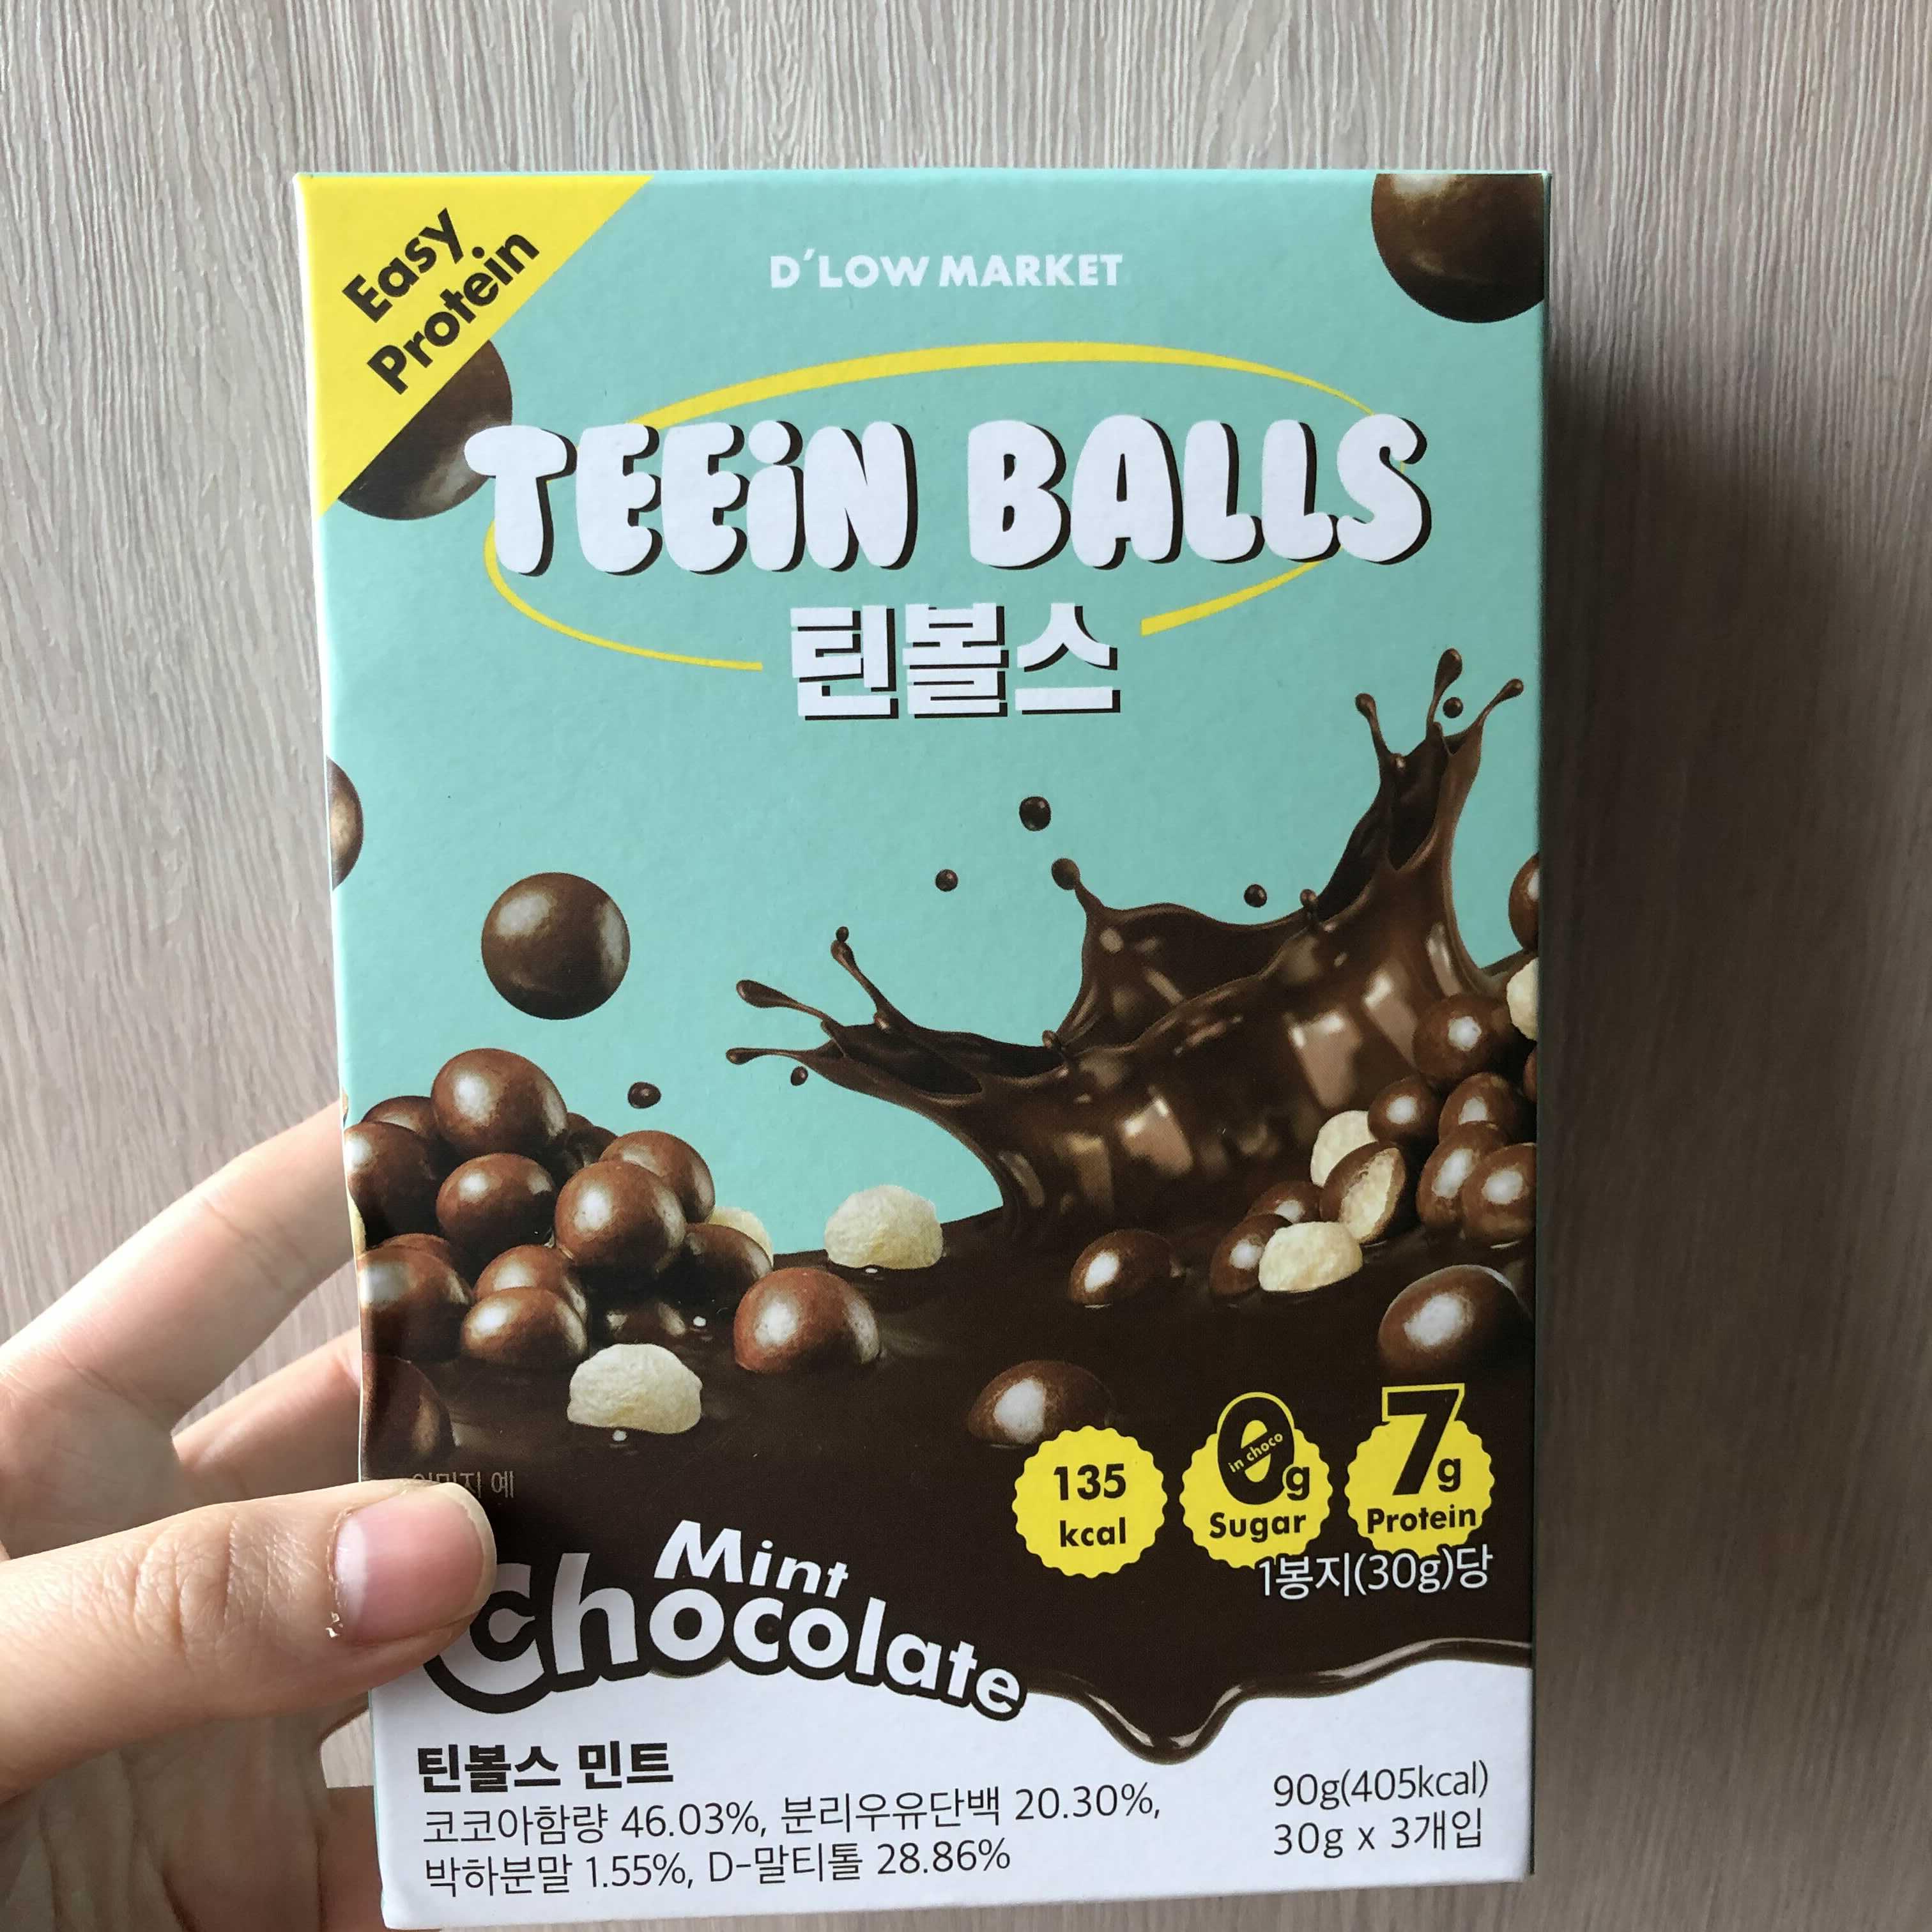 Easy
Protein
D'LOW MARKET
TEEiN BALLS
틴볼스
135
kcal
0g
in choco
Sugar
7g
Protein
1봉지(30g)당
예
Mint
Chocolate
틴볼스 민트
코코아함량 46.03%, 분리우유단백 20.30%,
박하분말 1.55%, D-말티톨 28.86%
90g(405kcal)
30g x 3개입